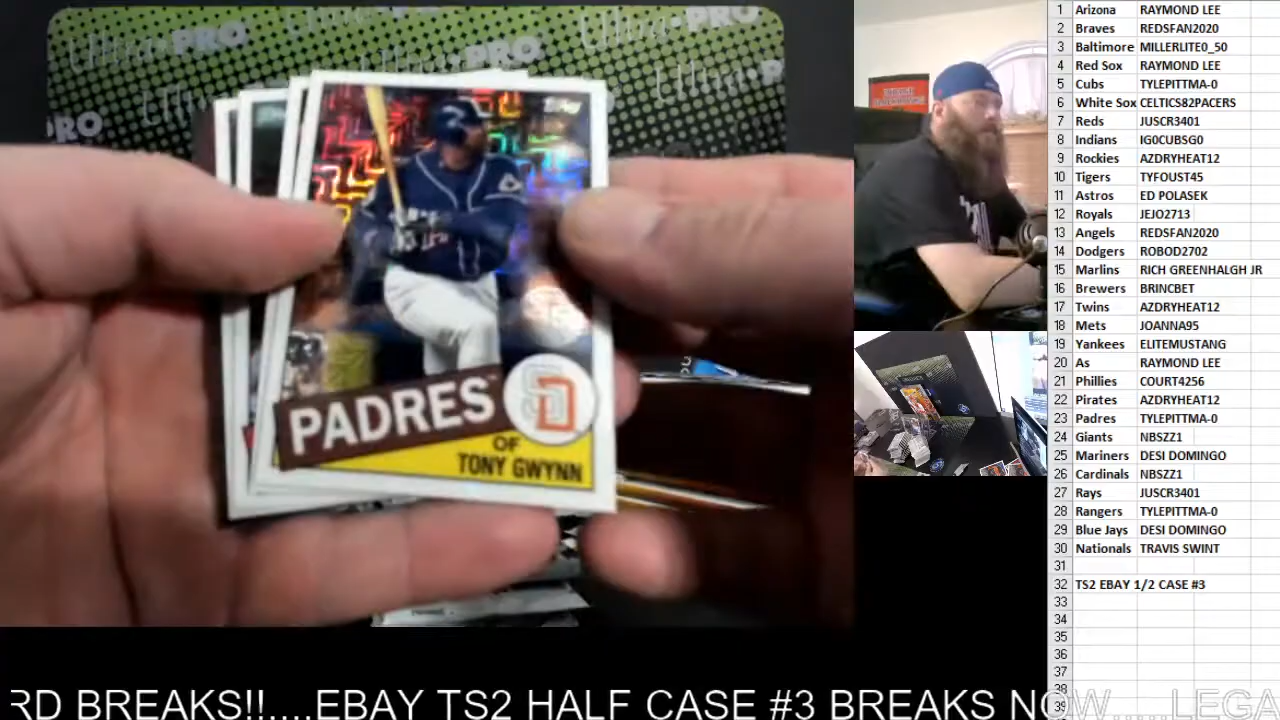 Ultra·PRO
Ultra·PRO
Ultra·PRO
PRO
Topps
PADRES
SD
OF
TONY GWYNN
1 Arizona RAYMOND LEE
2 Braves REDSFAN2020
3 Baltimore MILLERLITE0_50
4 Red Sox RAYMOND LEE
5 Cubs TYLEPITTMA-0
6 White Sox CELTICS82PACERS
7 Reds JUSCR3401
8 Indians IG0CUBSG0
9 Rockies AZDRYHEAT12
10 Tigers TYFOUST45
11 Astros ED POLASEK
12 Royals JEJO2713
13 Angels REDSFAN2020
14 Dodgers ROBOD2702
15 Marlins RICH GREENHALGH JR
16 Brewers BRINCBET
17 Twins AZDRYHEAT12
18 Mets JOANNA95
19 Yankees ELITEMUSTANG
20 As RAYMOND LEE
21 Phillies COURT4256
22 Pirates AZDRYHEAT12
23 Padres TYLEPITTMA-0
24 Giants NBSZZ1
25 Mariners DESI DOMINGO
26 Cardinals NBSZZ1
27 Rays JUSCR3401
28 Rangers TYLEPITTMA-0
29 Blue Jays DESI DOMINGO
30 Nationals TRAVIS SWINT
31
32 TS2 EBAY 1/2 CASE #3
33
34
35
36
37
38
39
RD BREAKS!!....EBAY TS2 HALF CASE #3 BREAKS NOW.....LEGA